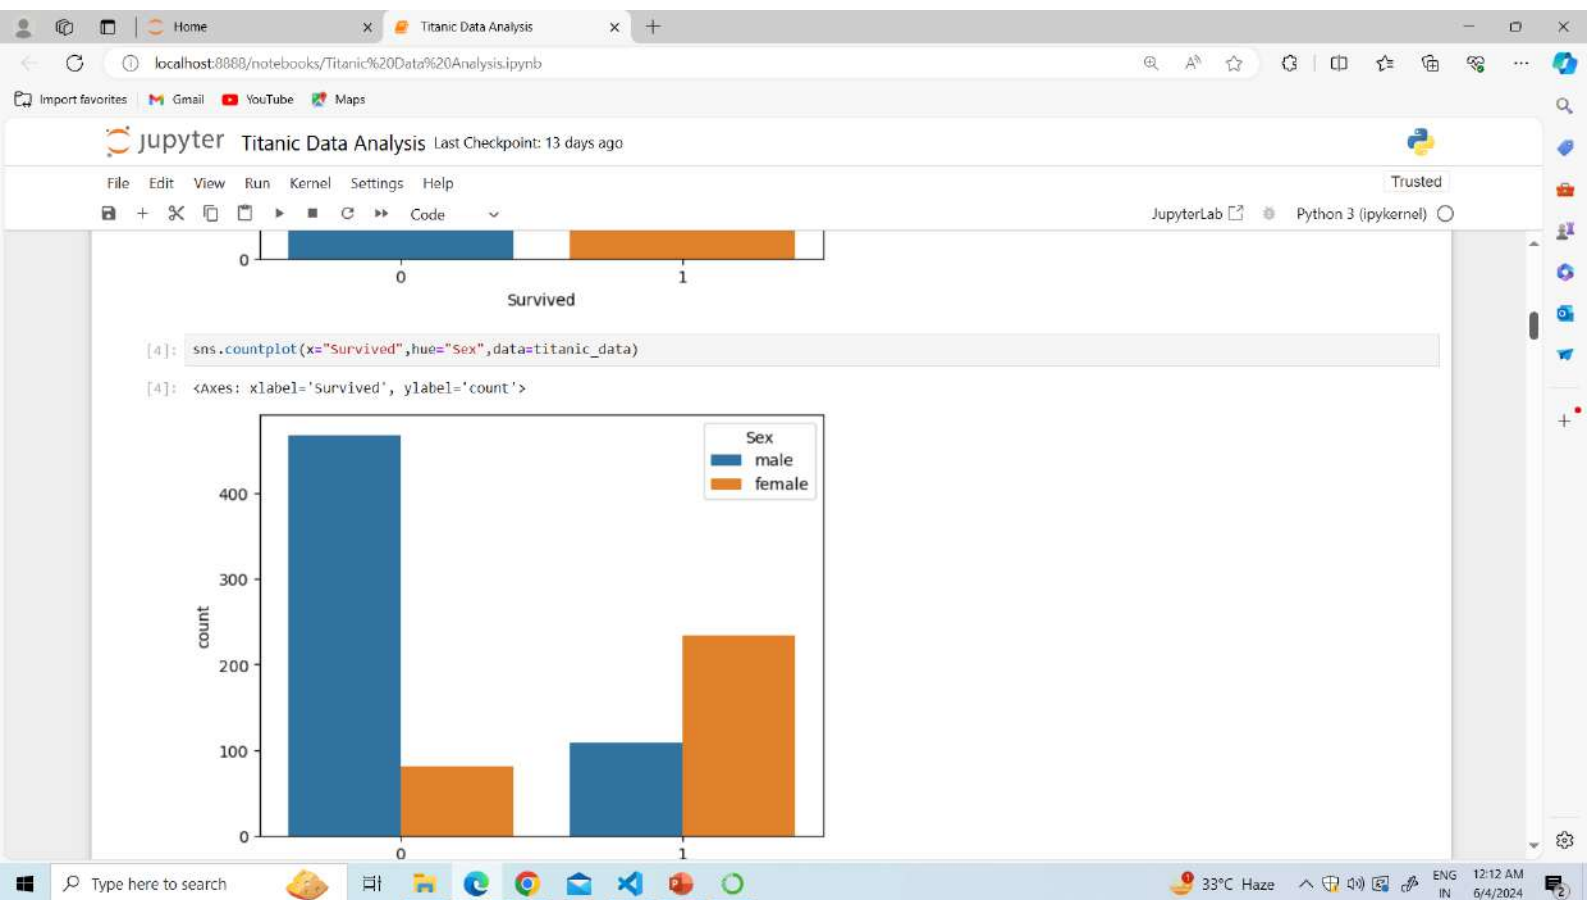 Home
Titanic Data Analysis
localhost:8888/notebooks/Titanic%20Data%20Analysis.ipynb
Import favorites Gmail YouTube Maps
jupyter Titanic Data Analysis Last Checkpoint: 13 days ago
File Edit View Run Kernel Settings Help
Trusted
Code
JupyterLab Python 3 (ipykernel)
0
0 1
Survived
[4]: sns.countplot(x="Survived",hue="Sex",data=titanic_data)
[4]: <Axes: xlabel='Survived', ylabel='count'>
Sex
male
female
400
300
count
200
100
0
0 1
Type here to search
33°C Haze
ENG
IN
12:12 AM
6/4/2024
2